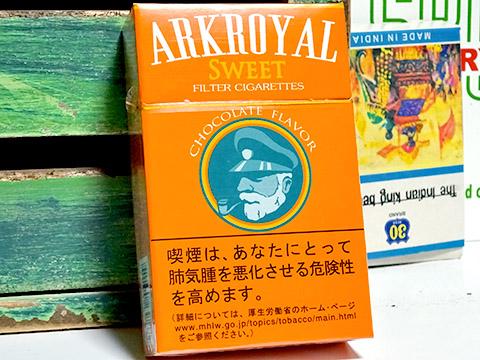 ARKROYAL
SWEET
FILTER CIGARETTES
CHOCOLATE FLAVOR
喫煙は、あなたにとって
肺気腫を悪化させる危険性
を高めます。
(詳細については、厚生労働省のホーム・ページ
www.mhlw.go.jp/topics/tobacco/main.html
をご参照ください。)
MADE IN INDIA
The Indian king be
30
BRAND